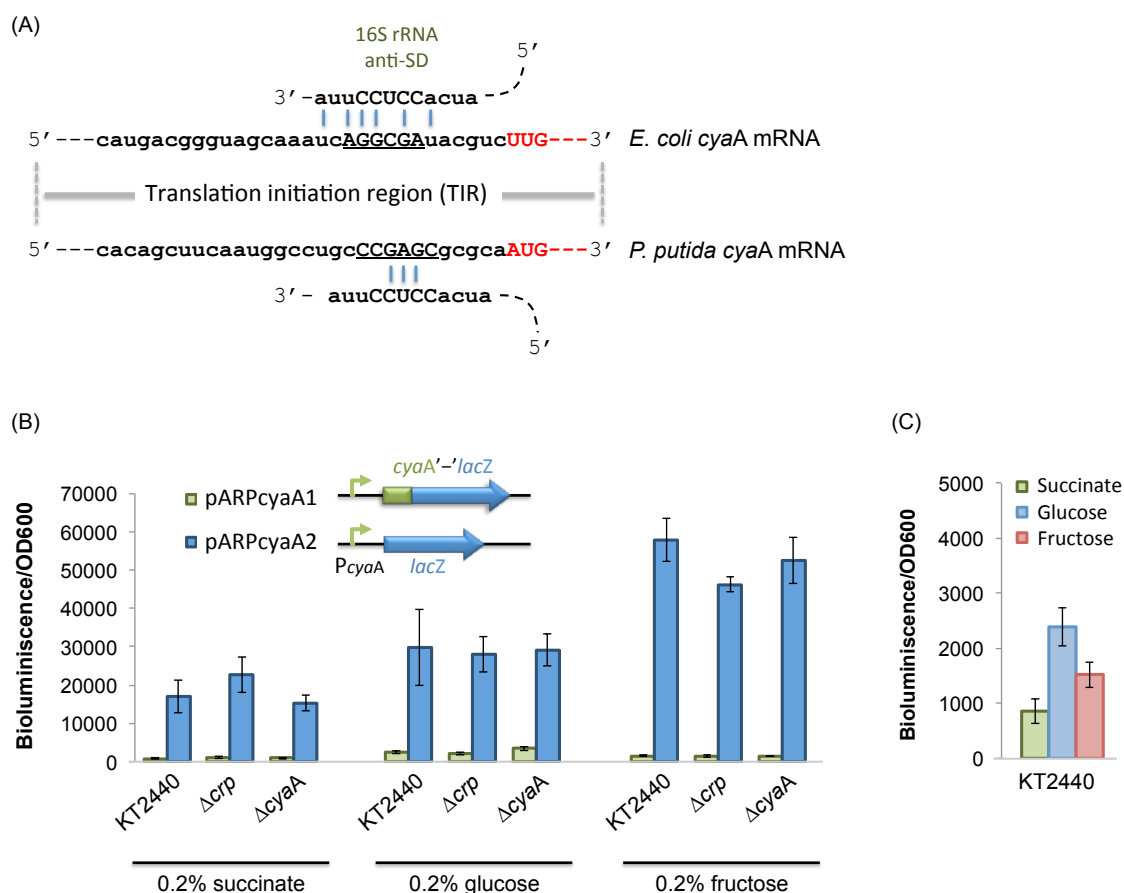 (A)
16S rRNA
anti-SD
5′
3′ –auuCCUCCacua
5′ ---caugacggguagcaaaucAGGCGAuacgucUUG---3′ E. coli cyaA mRNA
Translation initiation region (TIR)
5′ ---cacagcuucaauggccugcCCGAGCgcgcaAUG---3′ P. putida cyaA mRNA
3′ – auuCCUCCacua
5′
(B)
cyaA’–’lacZ
pARPcyaA1
pARPcyaA2
PcyaA
lacZ
Bioluminiscence/OD600
70000
60000
50000
40000
30000
20000
10000
0
KT2440 Δcrp ΔcyaA KT2440 Δcrp ΔcyaA KT2440 Δcrp ΔcyaA
0.2% succinate 0.2% glucose 0.2% fructose
(C)
Succinate
Glucose
Fructose
Bioluminiscence/OD600
5000
4000
3000
2000
1000
0
KT2440